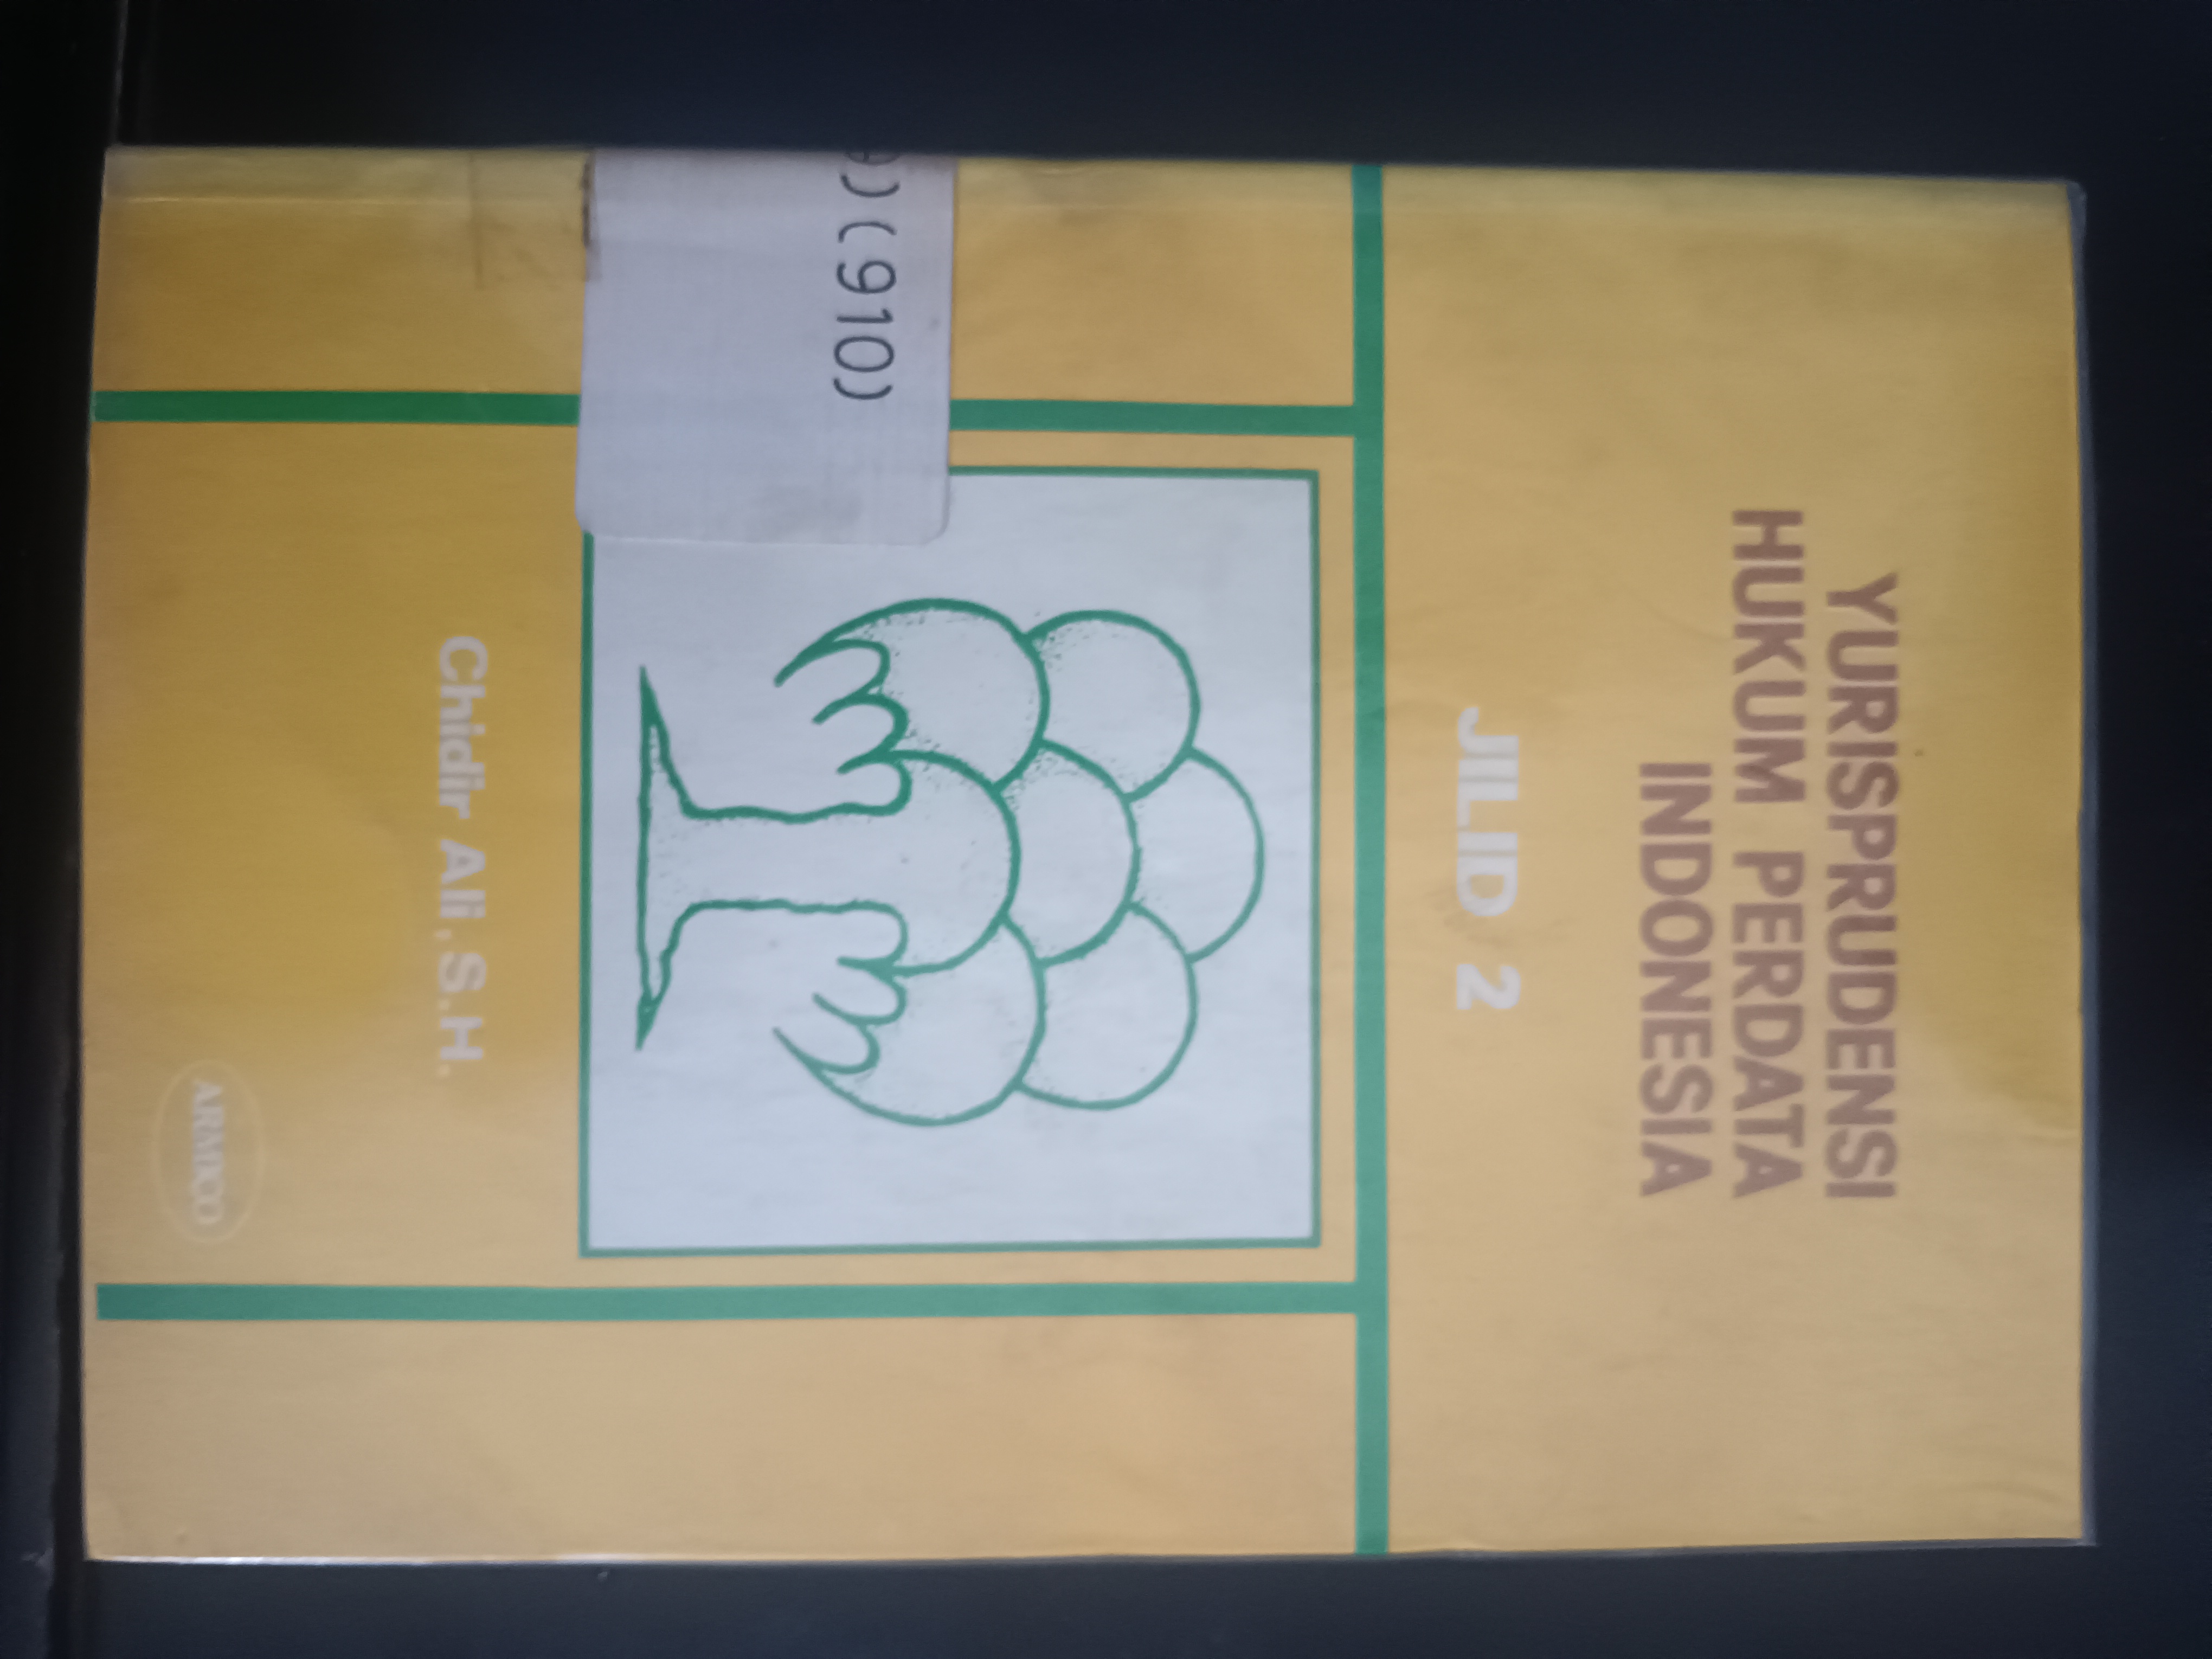 YURISPRUDENSI
HUKUM PERDATA
INDONESIA
JILID 2
)(910)
Chidir Ali, S.H.
ARMICO